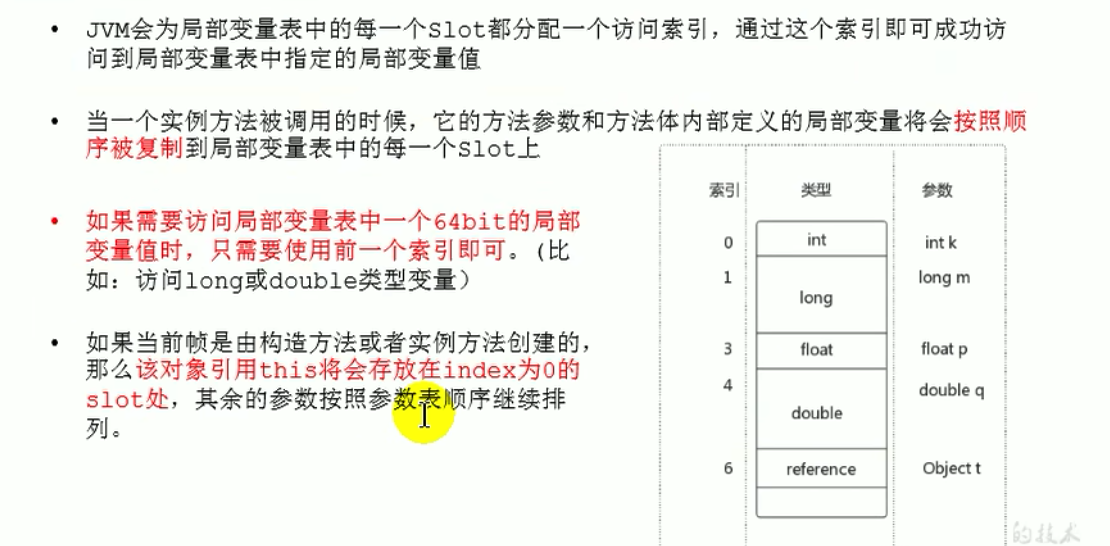 • JVM会为局部变量表中的每一个Slot都分配一个访问索引，通过这个索引即可成功访
问到局部变量表中指定的局部变量值
• 当一个实例方法被调用的时候，它的方法参数和方法体内部定义的局部变量将会按照顺
序被复制到局部变量表中的每一个Slot上
• 如果需要访问局部变量表中一个64bit的局部
变量值时，只需要使用前一个索引即可。（比
如：访问long或double类型变量）
• 如果当前帧是由构造方法或者实例方法创建的，
那么该对象引用this将会存放在index为0的
slot处，其余的参数按照参数表顺序继续排
列。
索引 类型 参数
0 int int k
1 long long m
3 float float p
4 double double q
6 reference Object t
的技术